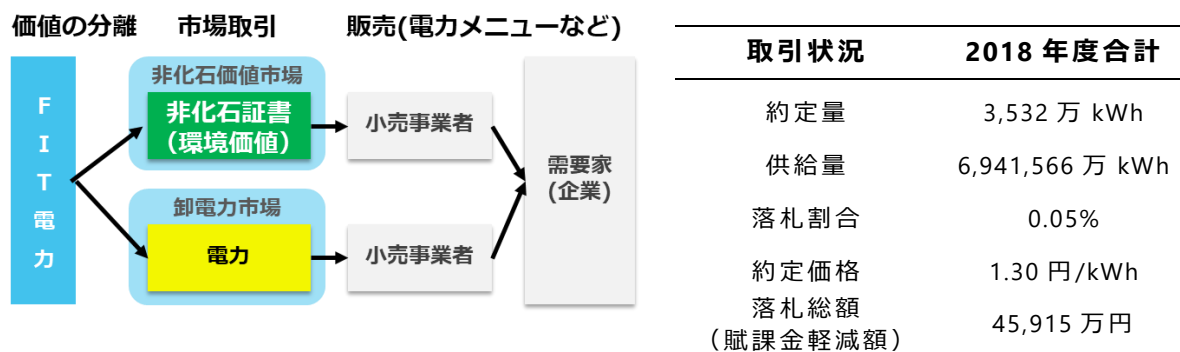 価値の分離 市場取引 販売(電力メニューなど)
FIT電力
非化石価値市場
非化石証書
(環境価値)
小売事業者
卸電力市場
電力
小売事業者
需要家
(企業)
取引状況 2018 年度合計
約定量 3,532 万 kWh
供給量 6,941,566 万 kWh
落札割合 0.05%
約定価格 1.30 円/kWh
落札総額
(賦課金軽減額) 45,915 万円